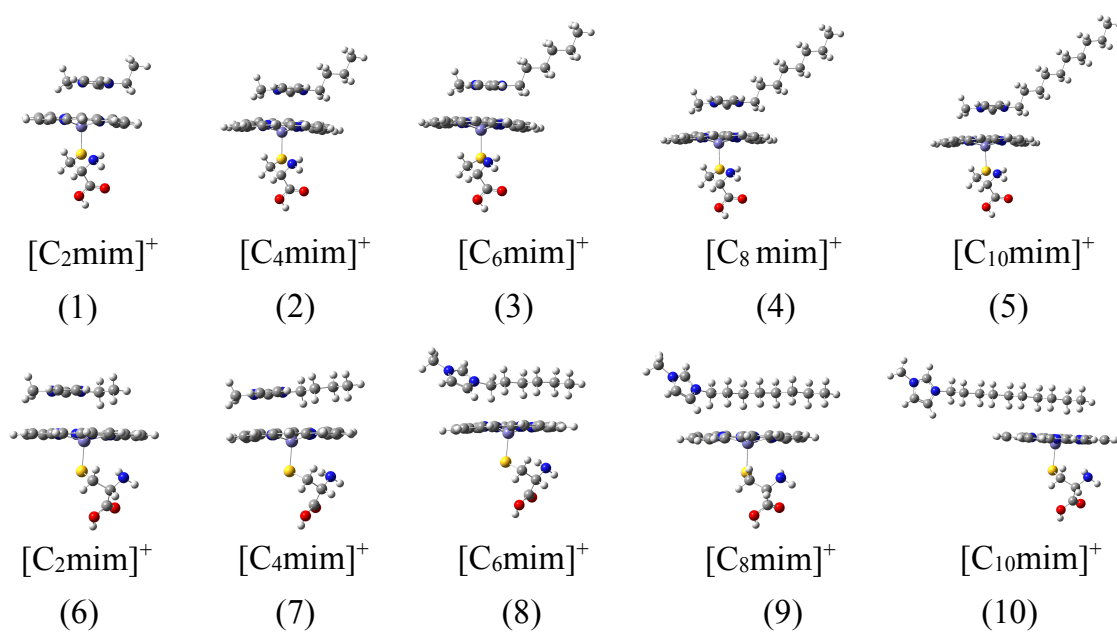 [C₂mim]⁺ [C₄mim]⁺ [C₆mim]⁺ [C₈ mim]⁺ [C₁₀mim]⁺
(1) (2) (3) (4) (5)
[C₂mim]⁺ [C₄mim]⁺ [C₆mim]⁺ [C₈mim]⁺ [C₁₀mim]⁺
(6) (7) (8) (9) (10)